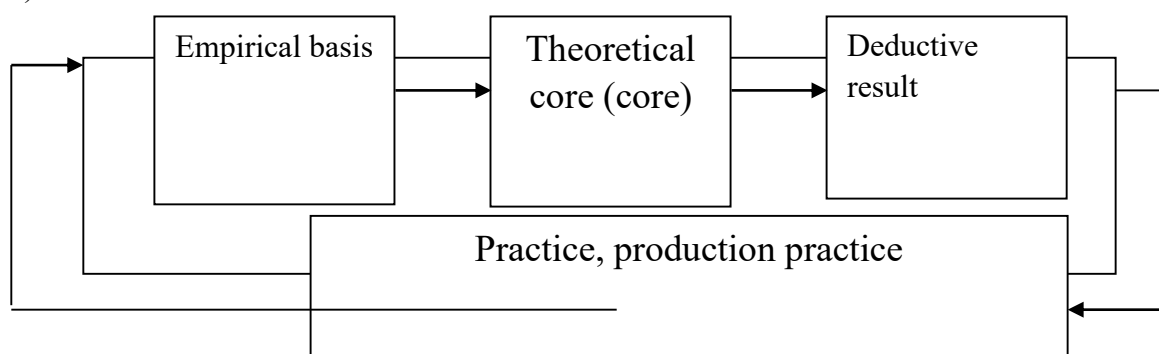 Empirical basis
Theoretical
core (core)
Deductive
result
Practice, production practice